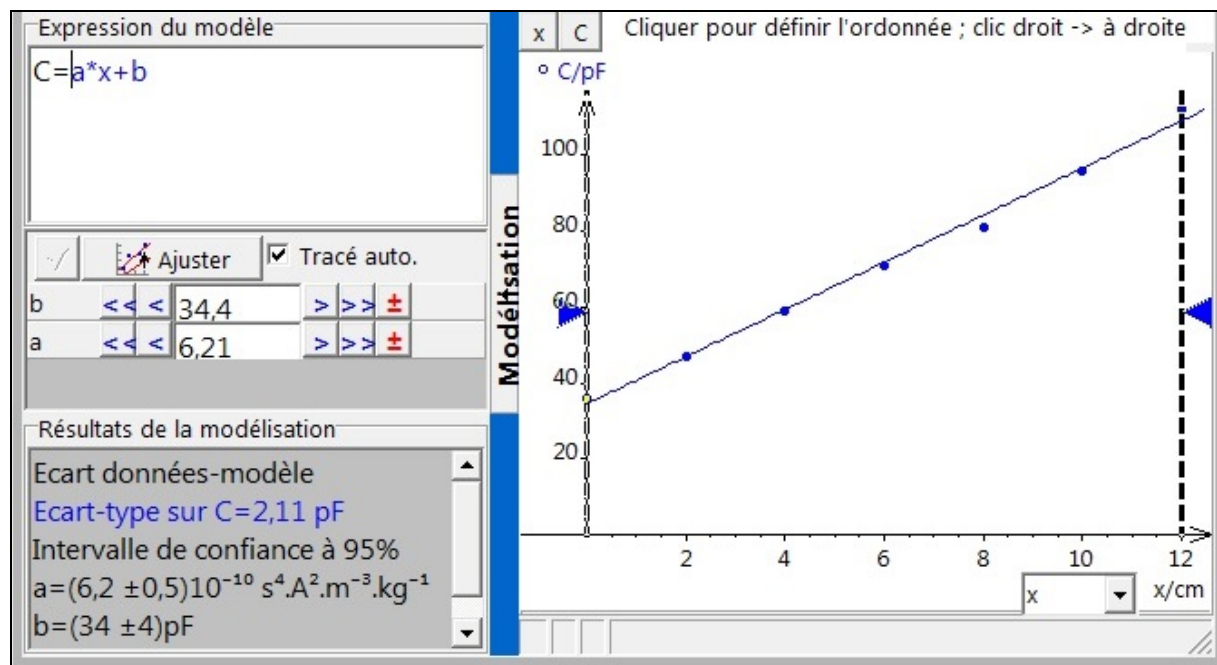 Expression du modèle
C=a*x+b
Ajuster Tracé auto.
b << < 34,4 > >> ±
a << < 6,21 > >> ±
Résultats de la modélisation
Ecart données-modèle
Ecart-type sur C=2,11 pF
Intervalle de confiance à 95%
a=(6,2 ±0,5)10⁻¹⁰ s⁴.A².m⁻³.kg⁻¹
b=(34 ±4)pF
Modélisation
x C Cliquer pour définir l'ordonnée ; clic droit -> à droite
C/pF
100
80
60
40
20
2 4 6 8 10 12
x x/cm